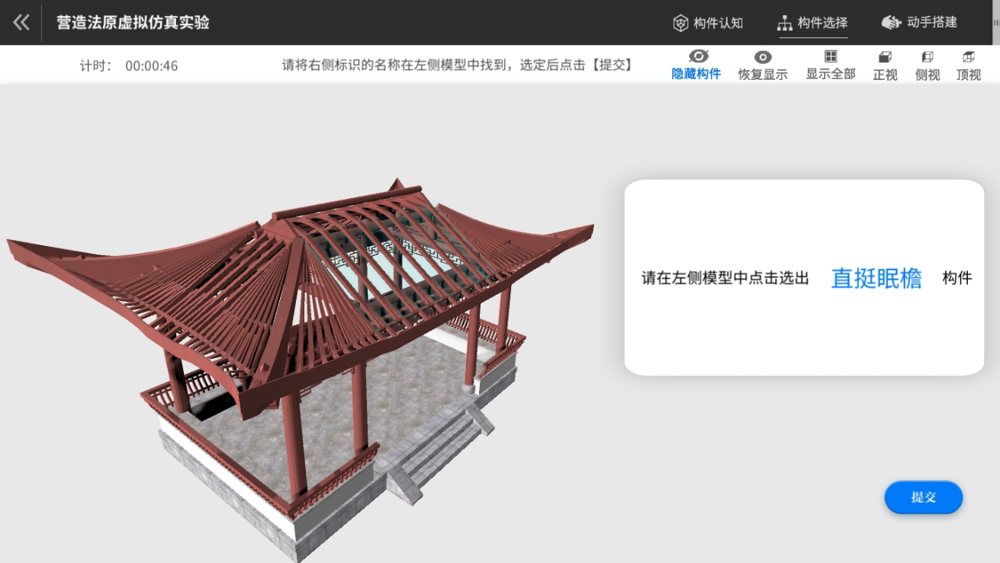 营造法原虚拟仿真实验
构件认知
构件选择
动手搭建
计时: 00:00:46
请将右侧标识的名称在左侧模型中找到，选定后点击【提交】
隐藏构件
恢复显示
显示全部
正视
侧视
顶视
请在左侧模型中点击选出 直挺眠檐 构件
提交